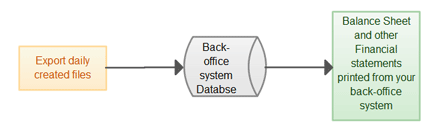 Export daily
created files
Back-
office
system
Databse
Balance Sheet
and other
Financial
statements
printed from your
back-office
system